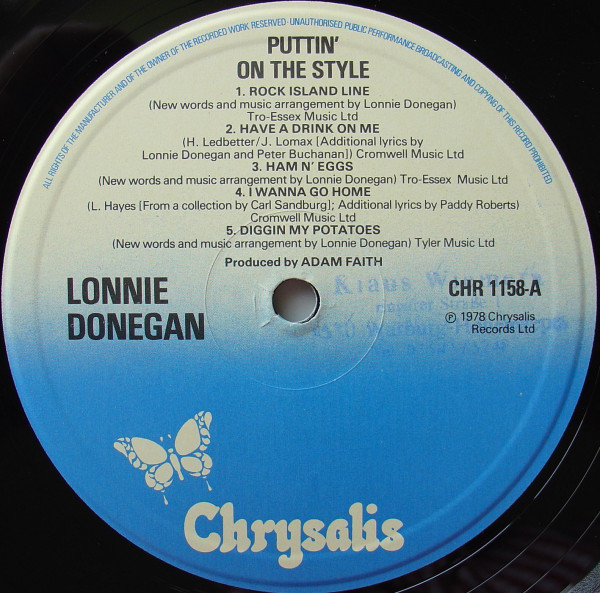 ALL RIGHTS OF THE MANUFACTURER AND OF THE OWNER OF THE RECORDED WORK RESERVED · UNAUTHORISED PUBLIC PERFORMANCE BROADCASTING AND COPYING OF THIS RECORD PROHIBITED
PUTTIN'
ON THE STYLE
1. ROCK ISLAND LINE
(New words and music arrangement by Lonnie Donegan)
Tro-Essex Music Ltd
2. HAVE A DRINK ON ME
(H. Ledbetter/J. Lomax [Additional lyrics by
Lonnie Donegan and Peter Buchanan]) Cromwell Music Ltd
3. HAM N' EGGS
(New words and music arrangement by Lonnie Donegan) Tro-Essex Music Ltd
4. I WANNA GO HOME
(L. Hayes [From a collection by Carl Sandburg]; Additional lyrics by Paddy Roberts)
Cromwell Music Ltd
5. DIGGIN MY POTATOES
(New words and music arrangement by Lonnie Donegan) Tyler Music Ltd
Produced by ADAM FAITH
LONNIE
DONEGAN
CHR 1158-A
℗ 1978 Chrysalis
Records Ltd
Klaus
Chrysalis